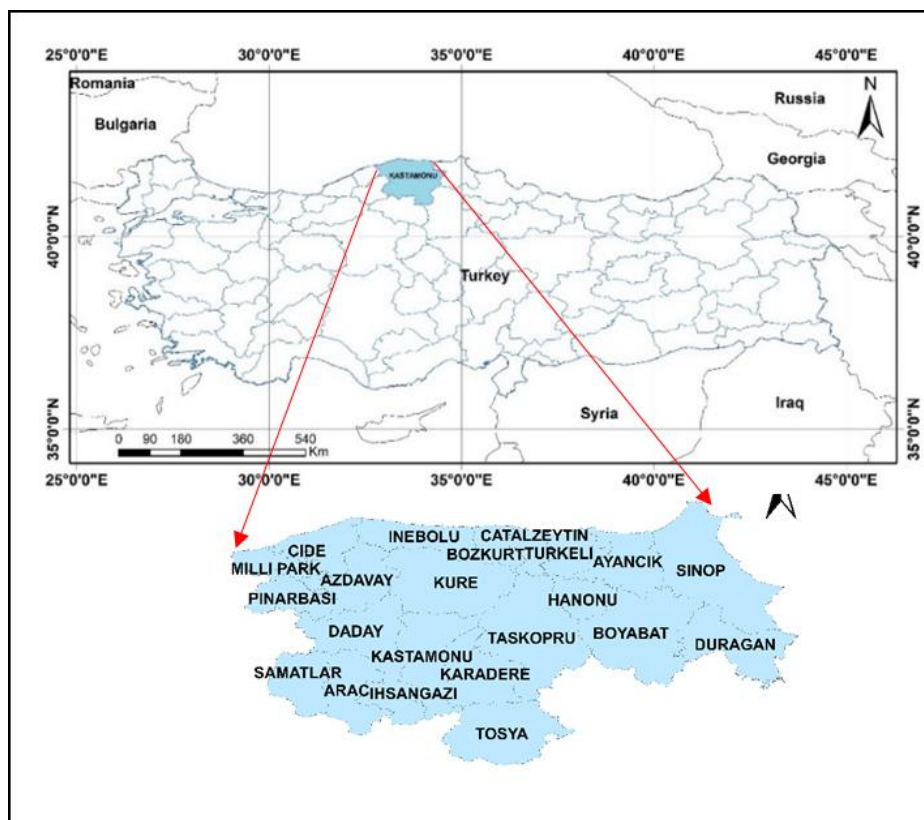 25°0'0"E 30°0'0"E 35°0'0"E 40°0'0"E 45°0'0"E
Romania
Bulgaria
N
Russia
Georgia
KASTAMONU
40°0'0"N 40°0'0"N
Turkey
Syria
Iraq
35°0'0"N 35°0'0"N
0 90 180 360 540
Km
25°0'0"E 30°0'0"E 35°0'0"E 40°0'0"E 45°0'0"E
INEBOLU CATALZEYTIN
CIDE BOZKURT TURKELI AYANCIK
MILLI PARK AZDAVAY KURE SINOP
PINARBASI HANONU
DADAY TASKOPRU BOYABAT DURAGAN
KASTAMONU
SAMATLAR KARADERE
ARAC IHSANGAZI
TOSYA